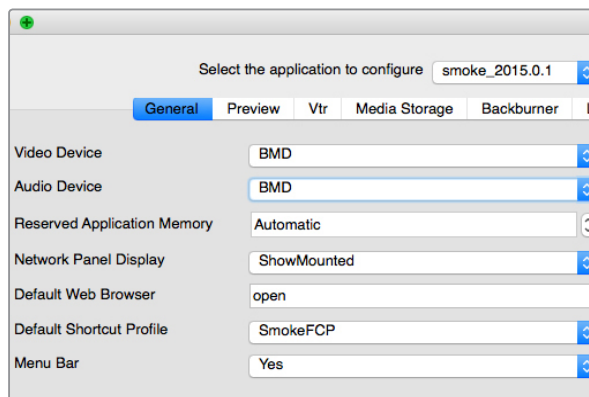 Select the application to configure smoke_2015.0.1
General Preview Vtr Media Storage Backburner
Video Device BMD
Audio Device BMD
Reserved Application Memory Automatic
Network Panel Display ShowMounted
Default Web Browser open
Default Shortcut Profile SmokeFCP
Menu Bar Yes